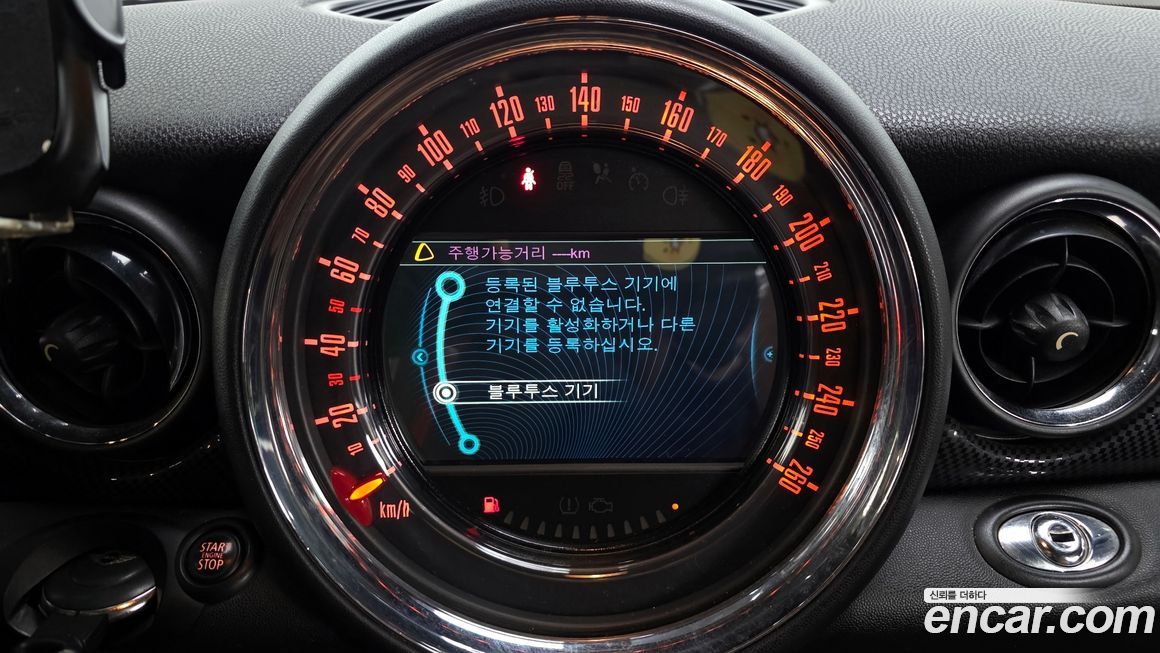 10
20
30
40
50
60
70
80
90
100
110
120
130
140
150
160
170
180
190
200
210
220
230
240
250
260
km/h
OFF
주행가능거리 ----km
등록된 블루투스 기기에
연결할 수 없습니다.
기기를 활성화하거나 다른
기기를 등록하십시오.
블루투스 기기
START
ENGINE
STOP
신뢰를 더하다
encar.com